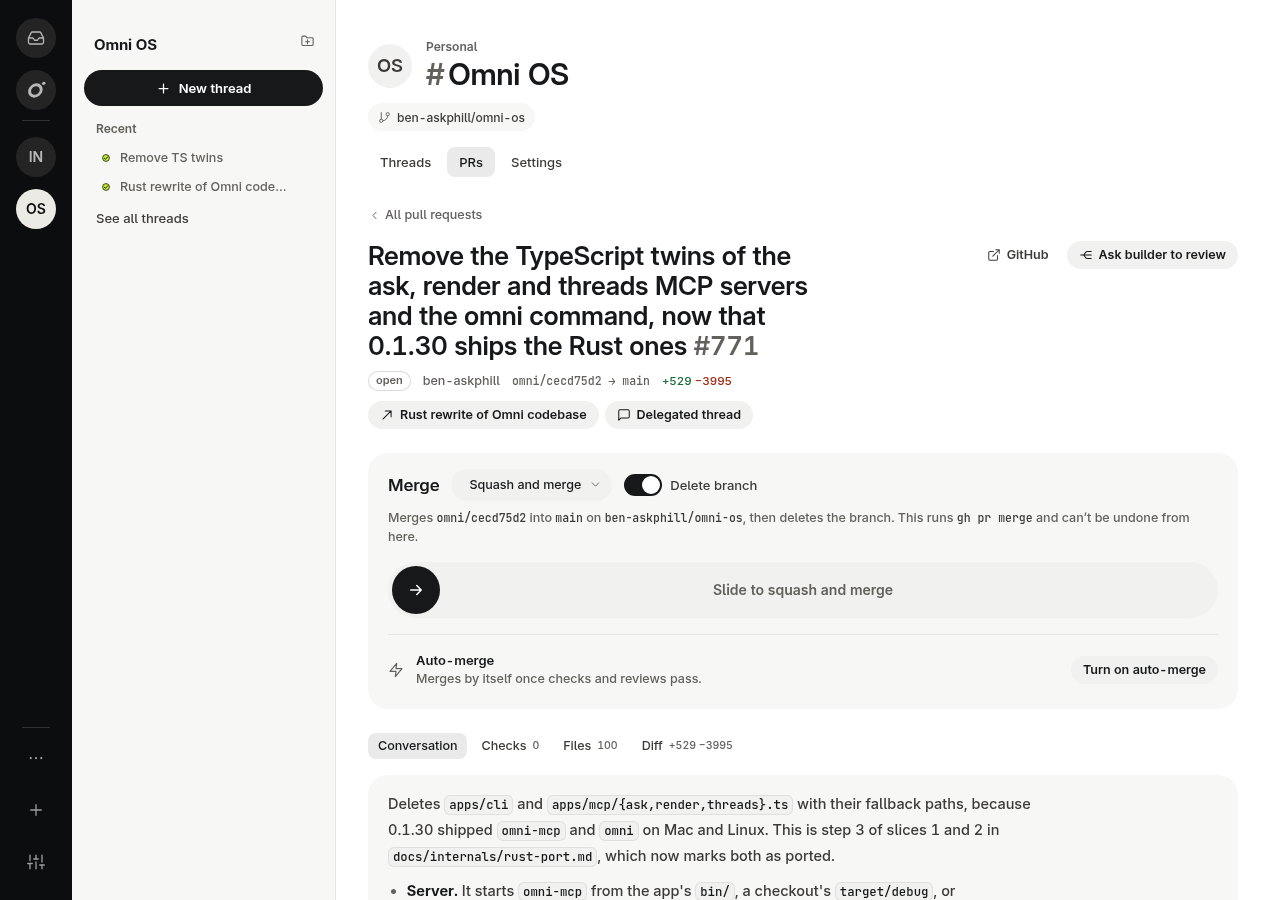 Omni OS
New thread
Recent
Remove TS twins
Rust rewrite of Omni code...
See all threads
IN
OS
OS
Personal
#Omni OS
ben-askphill/omni-os
Threads
PRs
Settings
All pull requests
Remove the TypeScript twins of the
ask, render and threads MCP servers
and the omni command, now that
0.1.30 ships the Rust ones #771
GitHub
Ask builder to review
open
ben-askphill
omni/cecd75d2 → main
+529 −3995
Rust rewrite of Omni codebase
Delegated thread
Merge
Squash and merge
Delete branch
Merges omni/cecd75d2 into main on ben-askphill/omni-os, then deletes the branch. This runs gh pr merge and can’t be undone from
here.
Slide to squash and merge
Auto-merge
Merges by itself once checks and reviews pass.
Turn on auto-merge
Conversation
Checks 0
Files 100
Diff +529 −3995
Deletes apps/cli and apps/mcp/{ask,render,threads}.ts with their fallback paths, because
0.1.30 shipped omni-mcp and omni on Mac and Linux. This is step 3 of slices 1 and 2 in
docs/internals/rust-port.md, which now marks both as ported.
• Server. It starts omni-mcp from the app's bin/, a checkout's target/debug, or